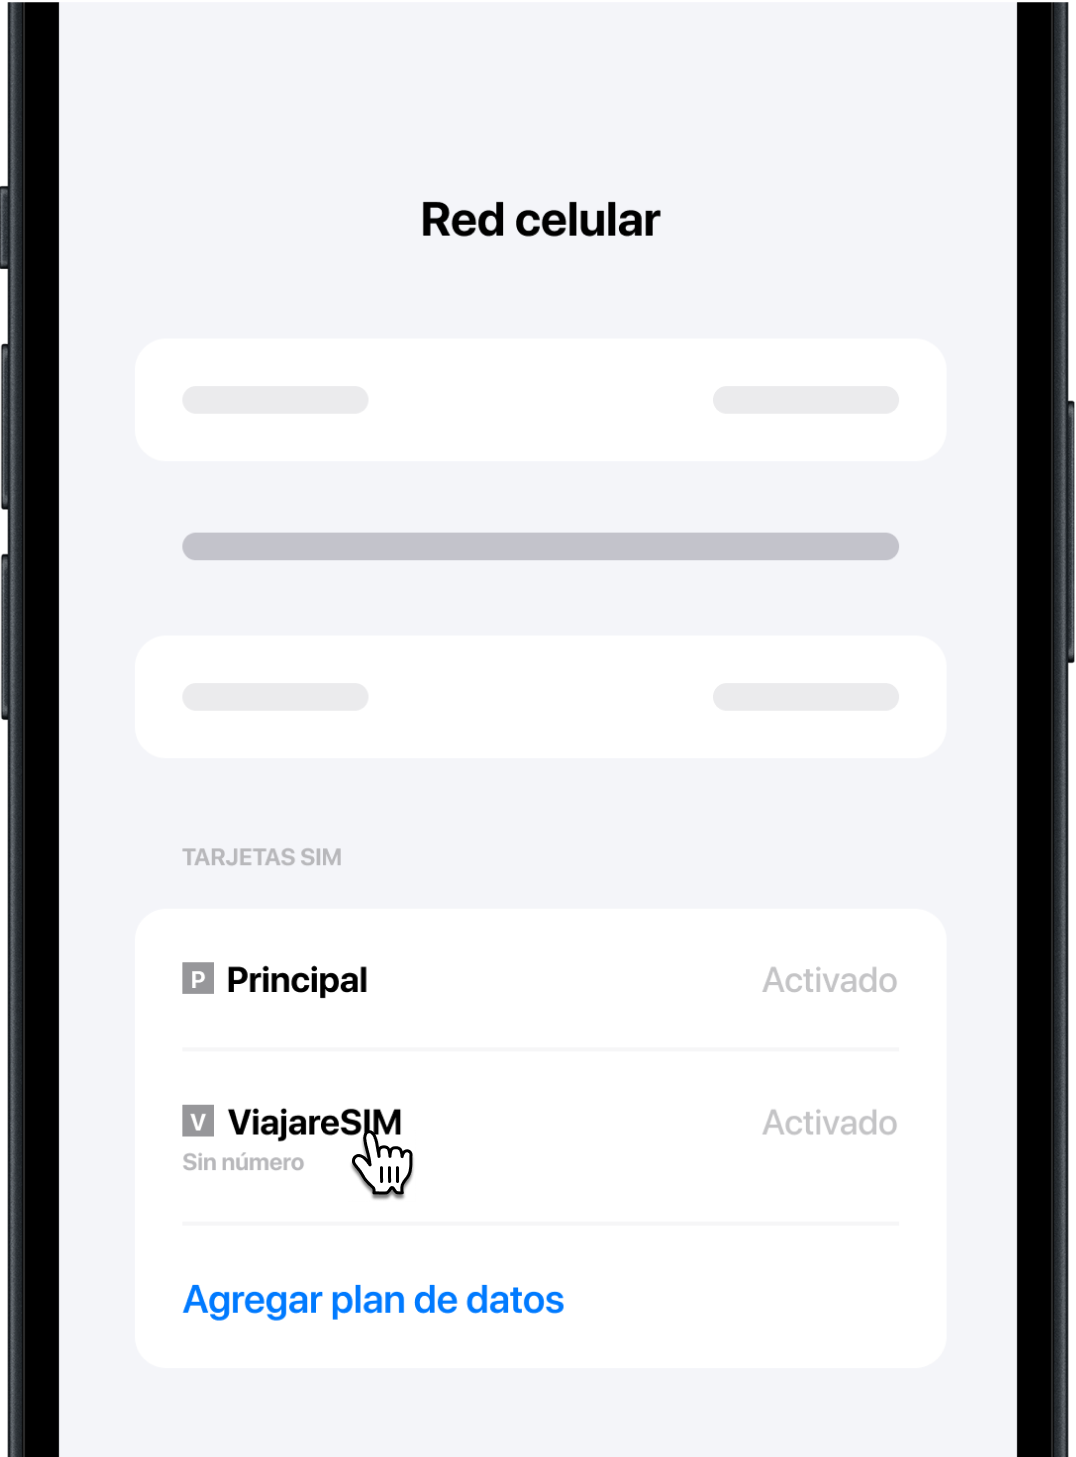 Red celular
TARJETAS SIM
P Principal Activado
V ViajareSIM Activado
Sin número
Agregar plan de datos